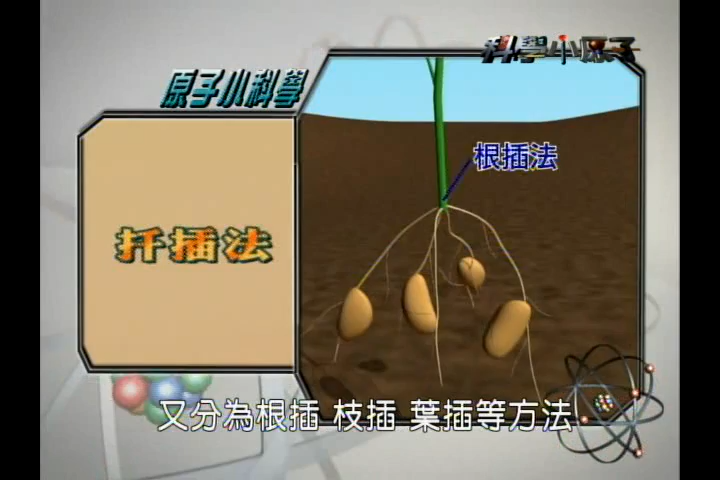 科學小原子
原子小科學
根插法
扦插法
又分為根插 枝插 葉插等方法